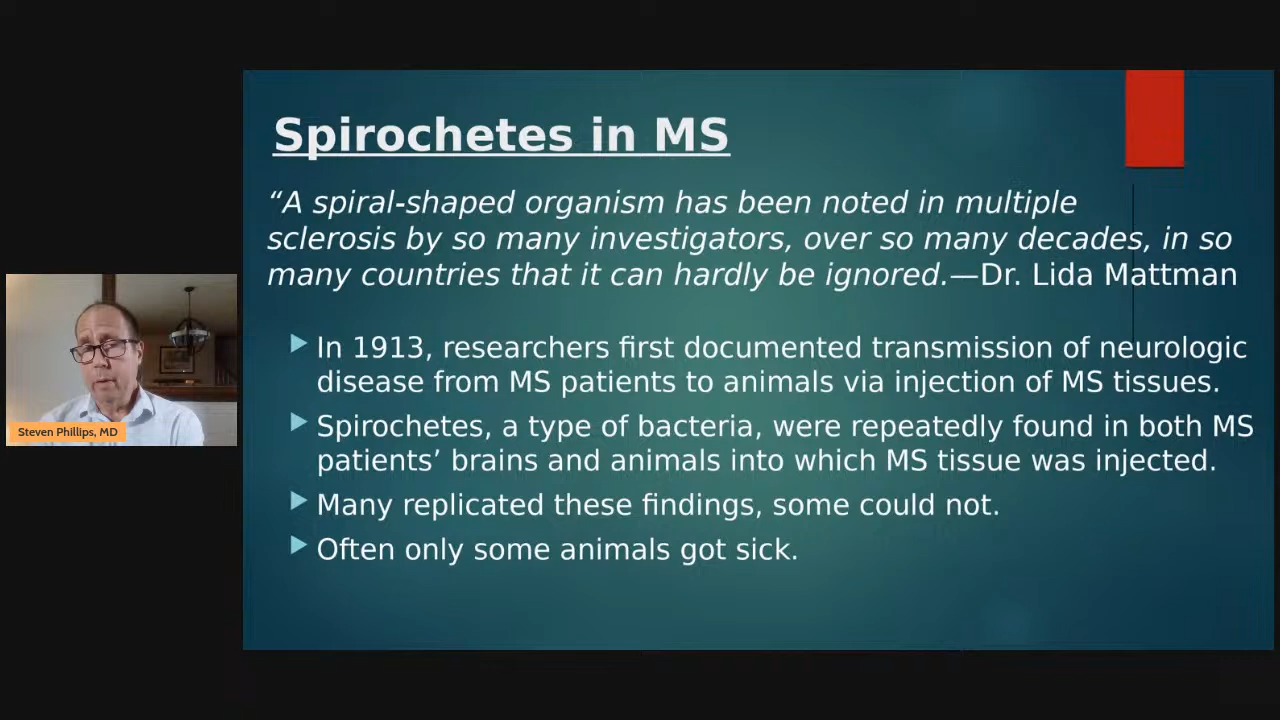 Spirochetes in MS
“A spiral-shaped organism has been noted in multiple
sclerosis by so many investigators, over so many decades, in so
many countries that it can hardly be ignored.—Dr. Lida Mattman
In 1913, researchers first documented transmission of neurologic
disease from MS patients to animals via injection of MS tissues.
Spirochetes, a type of bacteria, were repeatedly found in both MS
patients’ brains and animals into which MS tissue was injected.
Many replicated these findings, some could not.
Often only some animals got sick.
Steven Phillips, MD